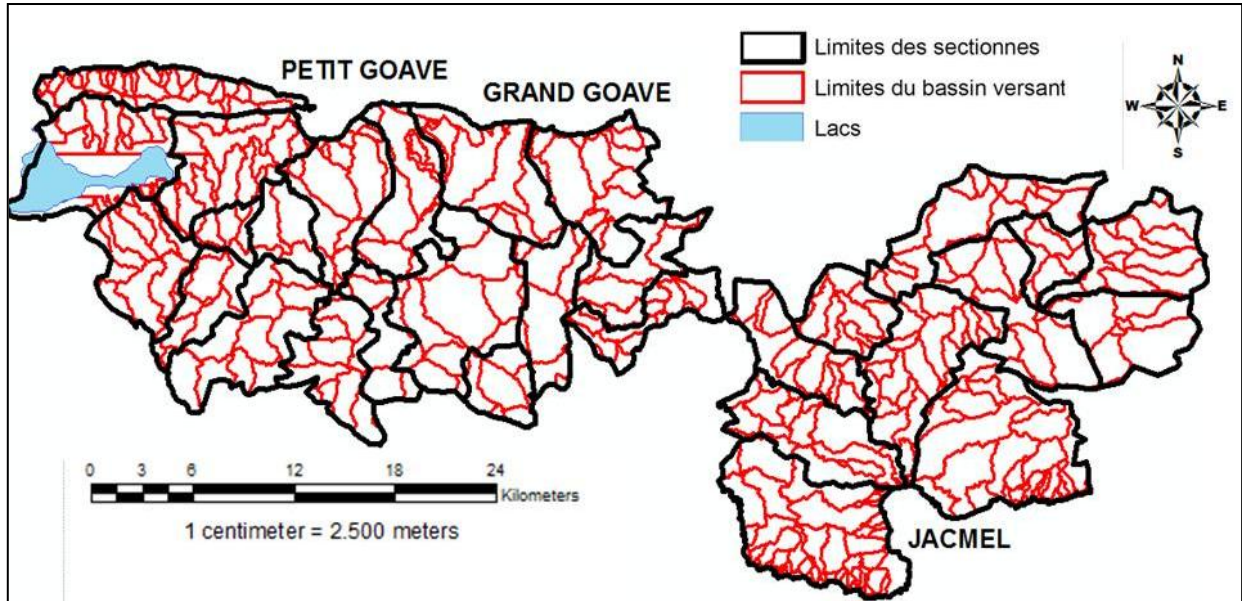 PETIT GOAVE
GRAND GOAVE
Limites des sectionnes
Limites du bassin versant
Lacs
N
W E
S
0 3 6 12 18 24
Kilometers
1 centimeter = 2.500 meters
JACMEL